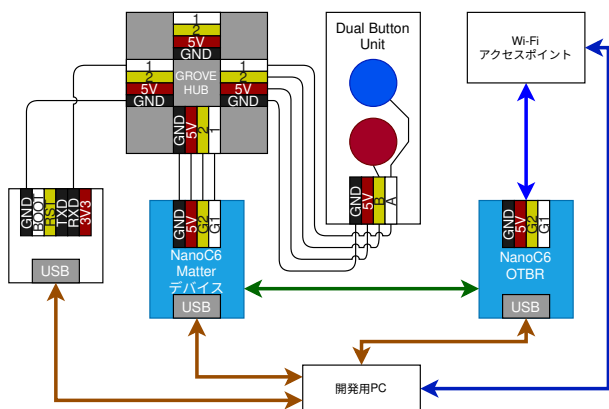 1
2
5V
GND
1
2
5V
GND
GROVE
HUB
1
2
5V
GND
GND
5V
2
1
Dual Button
Unit
GND
5V
B
A
Wi-Fi
アクセスポイント
GND
BOOT
RST
TXD
RXD
3V3
USB
GND
5V
G2
G1
NanoC6
Matter
デバイス
USB
GND
5V
G2
G1
NanoC6
OTBR
USB
開発用PC